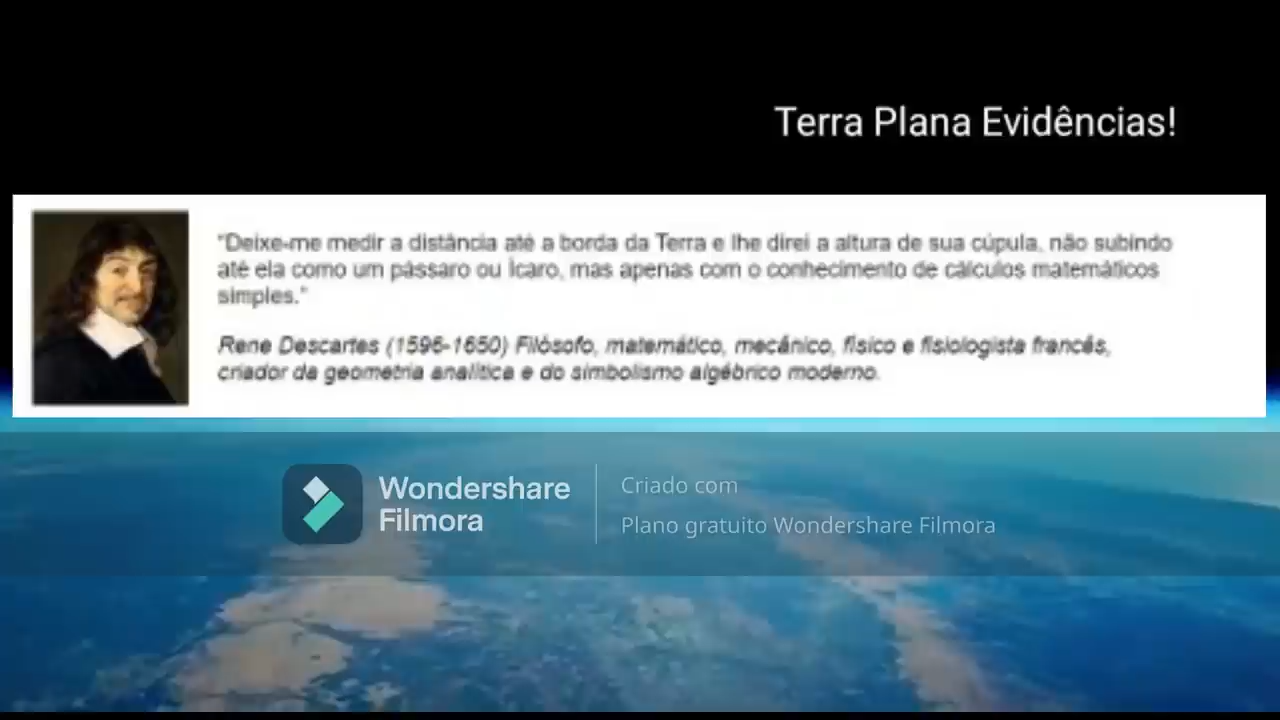 Terra Plana Evidências!
"Deixe-me medir a distância até a borda da Terra e lhe direi a altura de sua cúpula, não subindo
até ela como um pássaro ou Ícaro, mas apenas com o conhecimento de cálculos matemáticos
simples."
Rene Descartes (1596-1650) Filósofo, matemático, mecânico, físico e fisiologista francês,
criador da geometria analítica e do simbolismo algébrico moderno.
Wondershare
Filmora
Criado com
Plano gratuito Wondershare Filmora